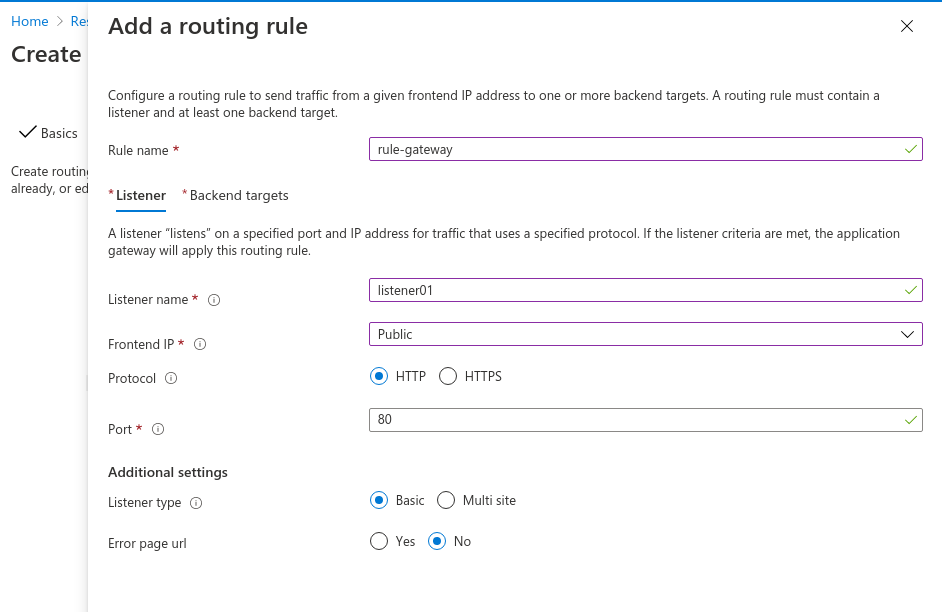 Home > Res
Create
Basics
Create routing
already, or ed
Add a routing rule
Configure a routing rule to send traffic from a given frontend IP address to one or more backend targets. A routing rule must contain a
listener and at least one backend target.
Rule name *
rule-gateway
* Listener * Backend targets
A listener “listens” on a specified port and IP address for traffic that uses a specified protocol. If the listener criteria are met, the application
gateway will apply this routing rule.
Listener name *
listener01
Frontend IP *
Public
Protocol
HTTP HTTPS
Port *
80
Additional settings
Listener type
Basic Multi site
Error page url
Yes No